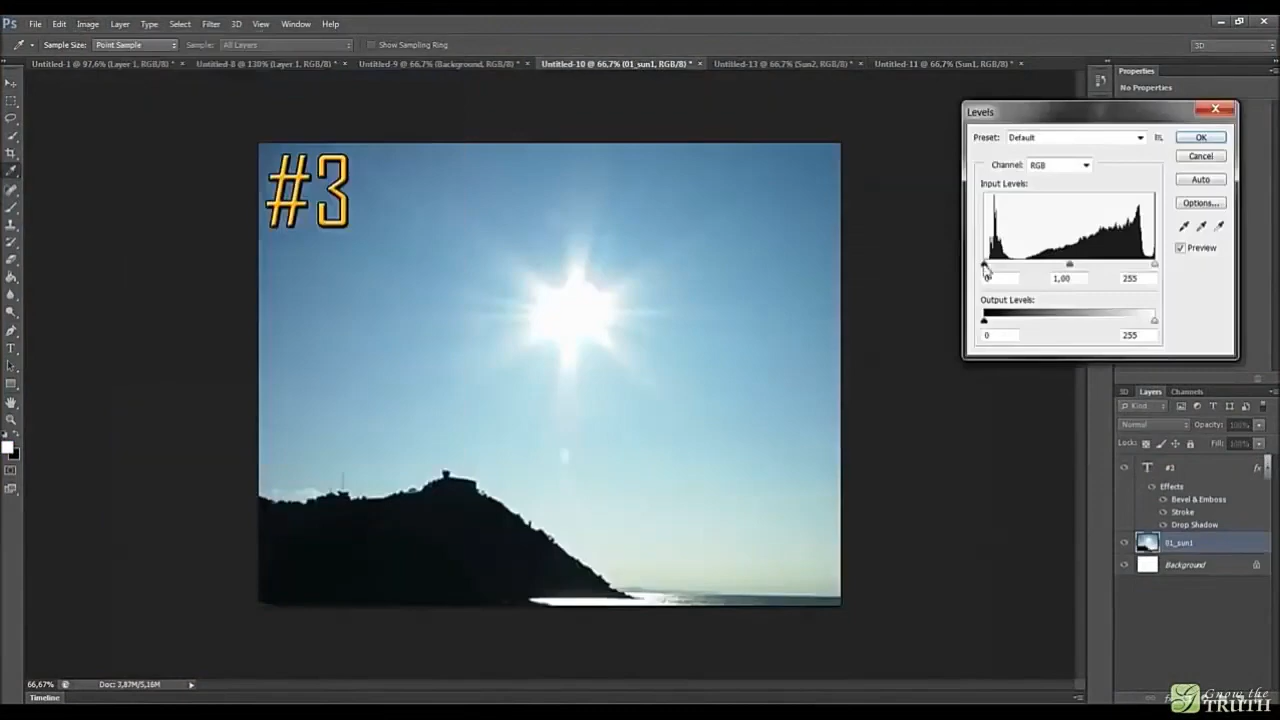 Ps File Edit Image Layer Type Select Filter 3D View Window Help
Sample Size: Point Sample Sample: All Layers Show Sampling Ring 3D
Untitled-1 @ 97,6% (Layer 1, RGB/8) * × Untitled-8 @ 130% (Layer 1, RGB/8) * × Untitled-9 @ 66,7% (Background, RGB/8) * × Untitled-10 @ 66,7% (01_sun1, RGB/8) * × Untitled-13 @ 66,7% (Sun2, RGB/8) * × Untitled-11 @ 66,7% (Sun1, RGB/8) * ×
Properties
No Properties
#3
Levels
Preset: Default
OK
Cancel
Channel: RGB
Auto
Input Levels:
Options...
Preview
0 1,00 255
Output Levels:
0 255
3D Layers Channels
Kind
Normal Opacity: 100%
Lock: Fill: 100%
T #3 fx
Effects
Bevel & Emboss
Stroke
Drop Shadow
01_sun1
Background
66,67% Doc: 3,87M/5,16M
Timeline
Gnow the
TRUTH